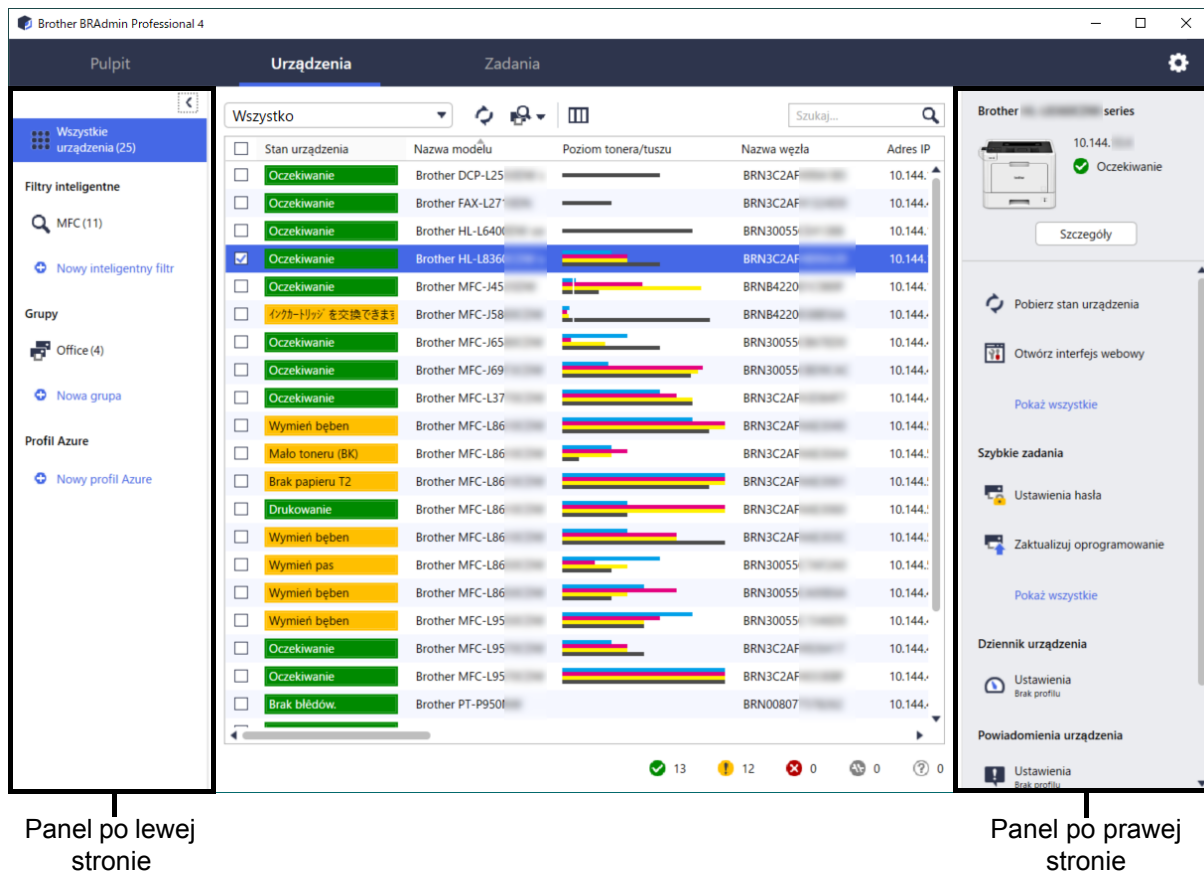 Brother BRAdmin Professional 4
Pulpit
Urządzenia
Zadania
Wszystkie
urządzenia (25)
Filtry inteligentne
MFC (11)
Nowy inteligentny filtr
Grupy
Office (4)
Nowa grupa
Profil Azure
Nowy profil Azure
Wszystko
Szukaj...
Stan urządzenia Nazwa modelu Poziom tonera/tuszu Nazwa węzła Adres IP
Oczekiwanie Brother DCP-L25 BRN3C2AF 10.144.
Oczekiwanie Brother FAX-L27 BRN3C2AF 10.144.
Oczekiwanie Brother HL-L640 BRN30055 10.144.
Oczekiwanie Brother HL-L836 BRN3C2AF 10.144.
Oczekiwanie Brother MFC-J45 BRNB4220 10.144.
インクカートリッジを交換できます Brother MFC-J58 BRNB4220 10.144.
Oczekiwanie Brother MFC-J65 BRN30055 10.144.
Oczekiwanie Brother MFC-J69 BRN30055 10.144.
Oczekiwanie Brother MFC-L37 BRN3C2AF 10.144.
Wymień bęben Brother MFC-L86 BRN3C2AF 10.144.
Mało toneru (BK) Brother MFC-L86 BRN3C2AF 10.144.
Brak papieru T2 Brother MFC-L86 BRN3C2AF 10.144.
Drukowanie Brother MFC-L86 BRN3C2AF 10.144.
Wymień bęben Brother MFC-L86 BRN3C2AF 10.144.
Wymień pas Brother MFC-L86 BRN30055 10.144.
Wymień bęben Brother MFC-L86 BRN30055 10.144.
Wymień bęben Brother MFC-L95 BRN30055 10.144.
Oczekiwanie Brother MFC-L95 BRN3C2AF 10.144.
Oczekiwanie Brother MFC-L95 BRN3C2AF 10.144.
Brak błêdów. Brother PT-P950 BRN00807 10.144.
13 12 0 0 0
Brother series
10.144.
Oczekiwanie
Szczegóły
Pobierz stan urządzenia
Otwórz interfejs webowy
Pokaż wszystkie
Szybkie zadania
Ustawienia hasła
Zaktualizuj oprogramowanie
Pokaż wszystkie
Dziennik urządzenia
Ustawienia
Brak profilu
Powiadomienia urządzenia
Ustawienia
Brak profilu
Panel po lewej
stronie
Panel po prawej
stronie